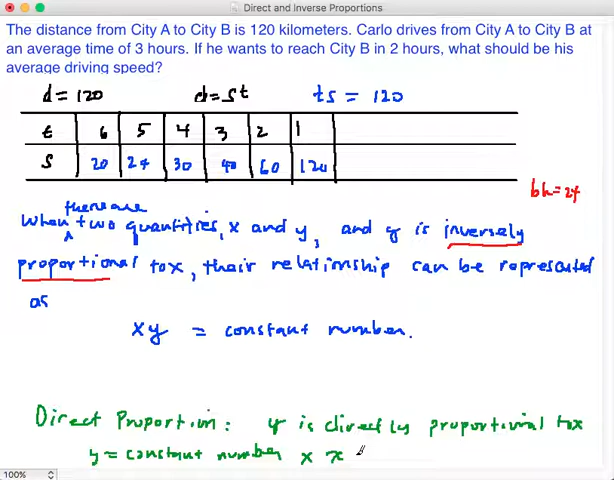 Direct and Inverse Proportions
The distance from City A to City B is 120 kilometers. Carlo drives from City A to City B at
an average time of 3 hours. If he wants to reach City B in 2 hours, what should be his
average driving speed?
d = 120 d = st ts = 120
t 6 5 4 3 2 1
s 20 24 30 40 60 120
bh = 24
there are
When ^ two quantities, x and y, and y is inversely
proportional to x, their relationship can be represented
as
xy = constant number.
Direct Proportion: y is directly proportional to x
y = constant number × x
100%